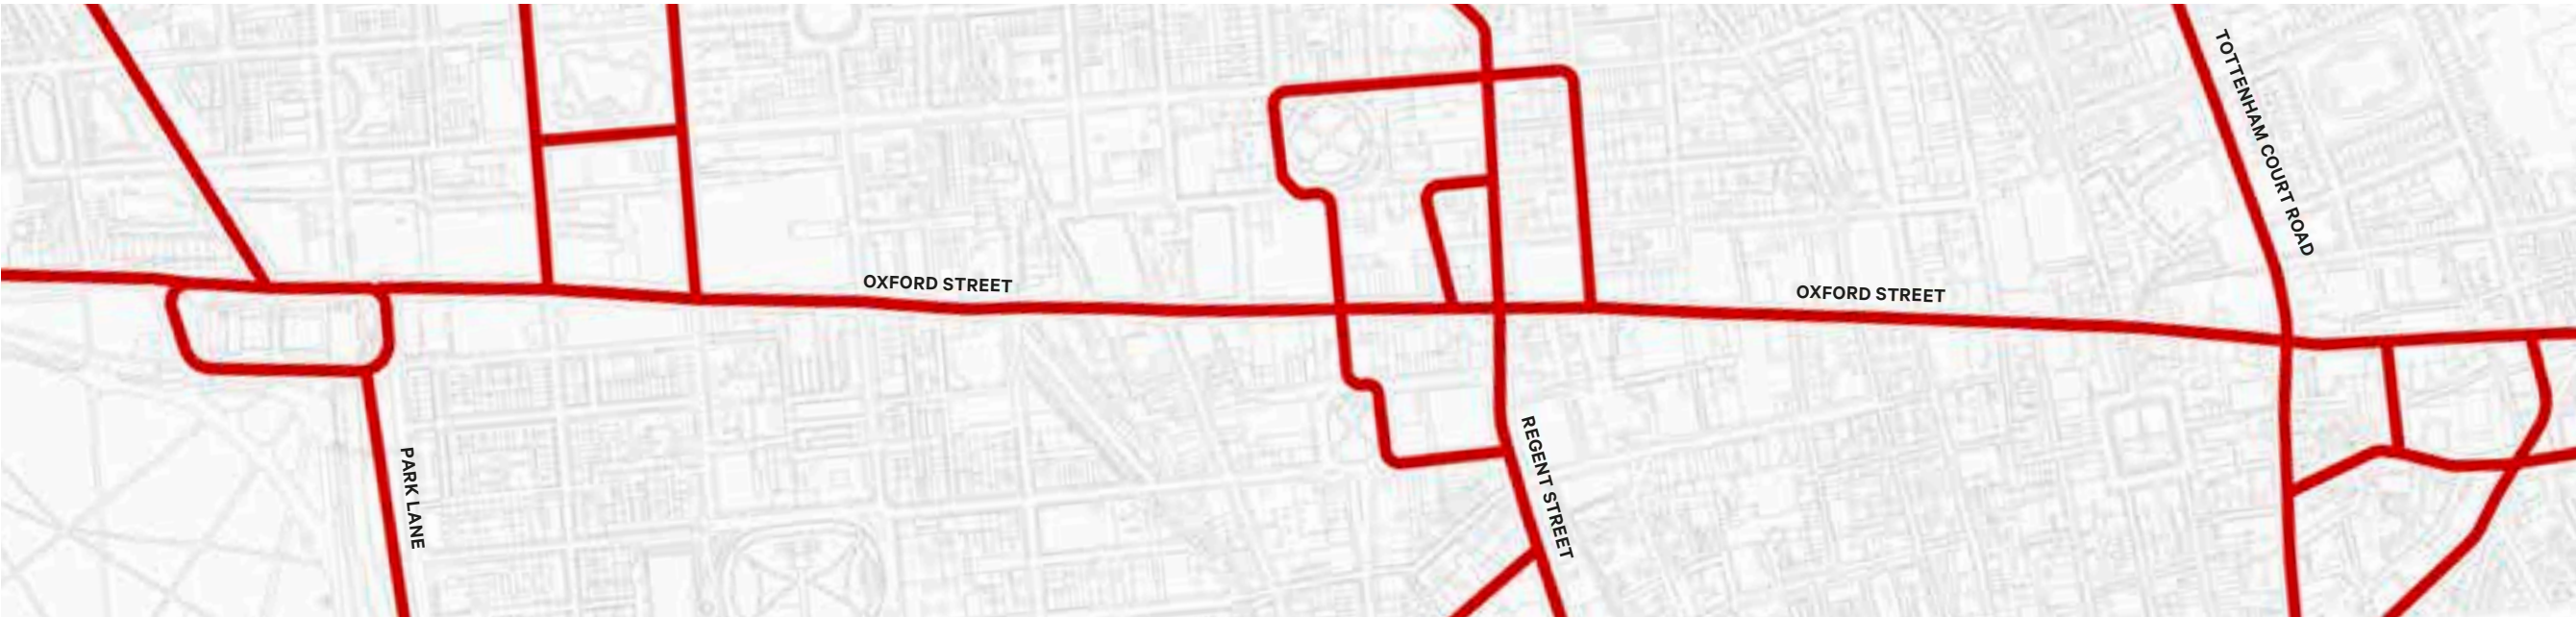 TOTTENHAM COURT ROAD
OXFORD STREET
OXFORD STREET
PARK LANE
REGENT STREET